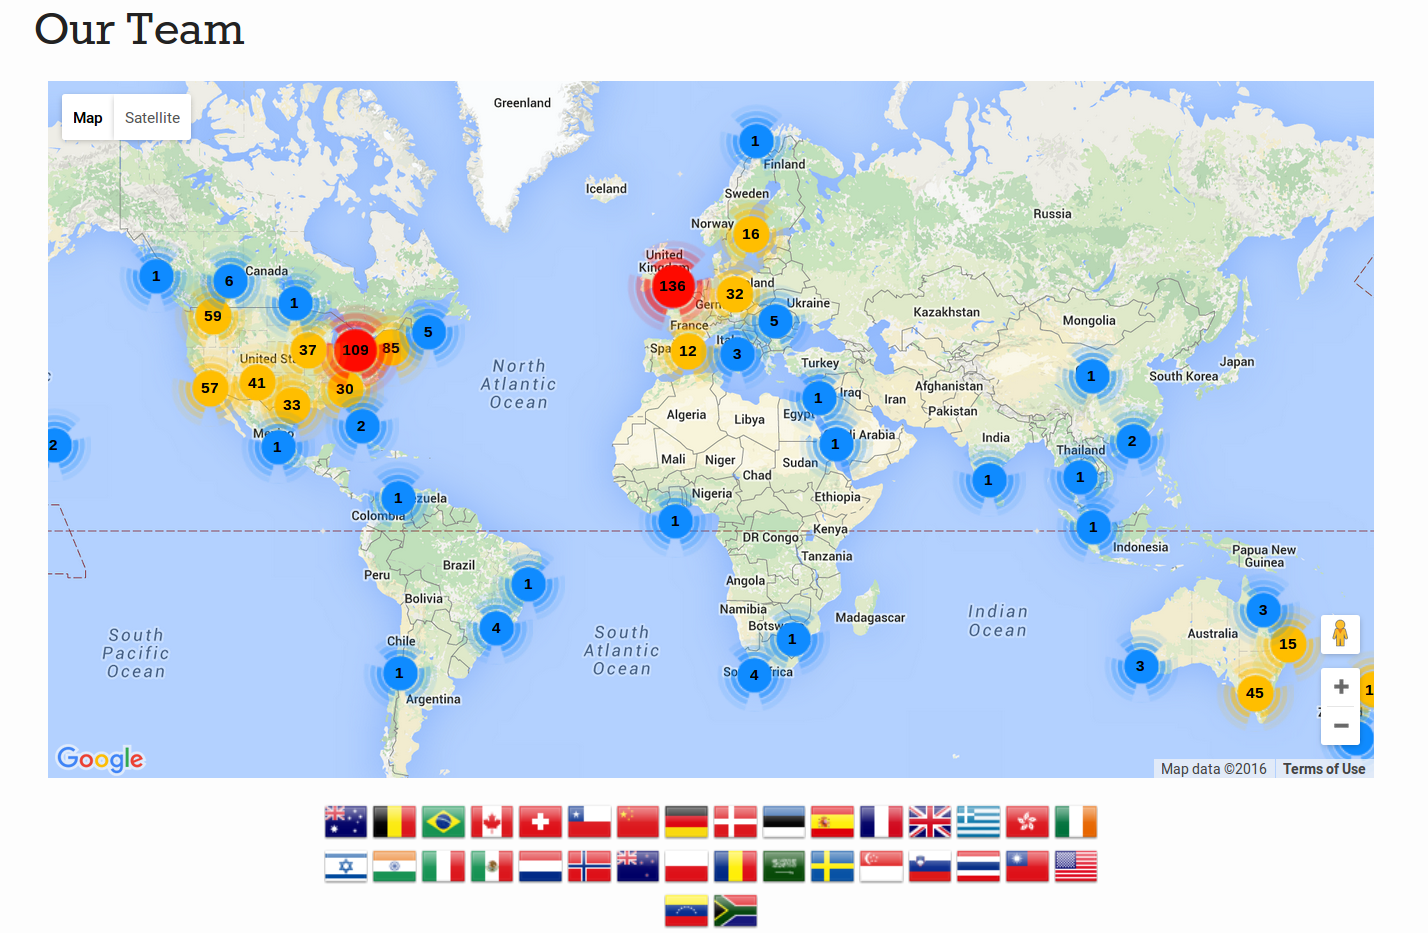 Our Team
Map Satellite
Greenland
1
Finland
Iceland
Sweden
Russia
Norway
16
United
Kingdom
1
6
Canada
136
32
land
Germ
1
59
Ukraine
5
Kazakhstan
Mongolia
France
5
37
109
85
United St
Spa
12
Ita
3
Turkey
Japan
South Korea
North
Atlantic
Ocean
57
41
30
33
1
Iraq
Iran
Afghanistan
Pakistan
1
Algeria
Libya
Egypt
2
Me o
1
2
1
i Arabia
India
2
Thailand
Mali
Niger
Sudan
Chad
1
1
1
zuela
Colombia
Nigeria
Ethiopia
1
DR Congo
Kenya
1
Indonesia
Papua New
Guinea
Tanzania
Peru
Brazil
1
Angola
Bolivia
Namibia
Botsw
Madagascar
Indian
Ocean
3
Australia
15
4
1
Chile
South
Pacific
Ocean
South
Atlantic
Ocean
1
So frica
4
3
45
1
Argentina
+
−
Google
Map data ©2016 Terms of Use